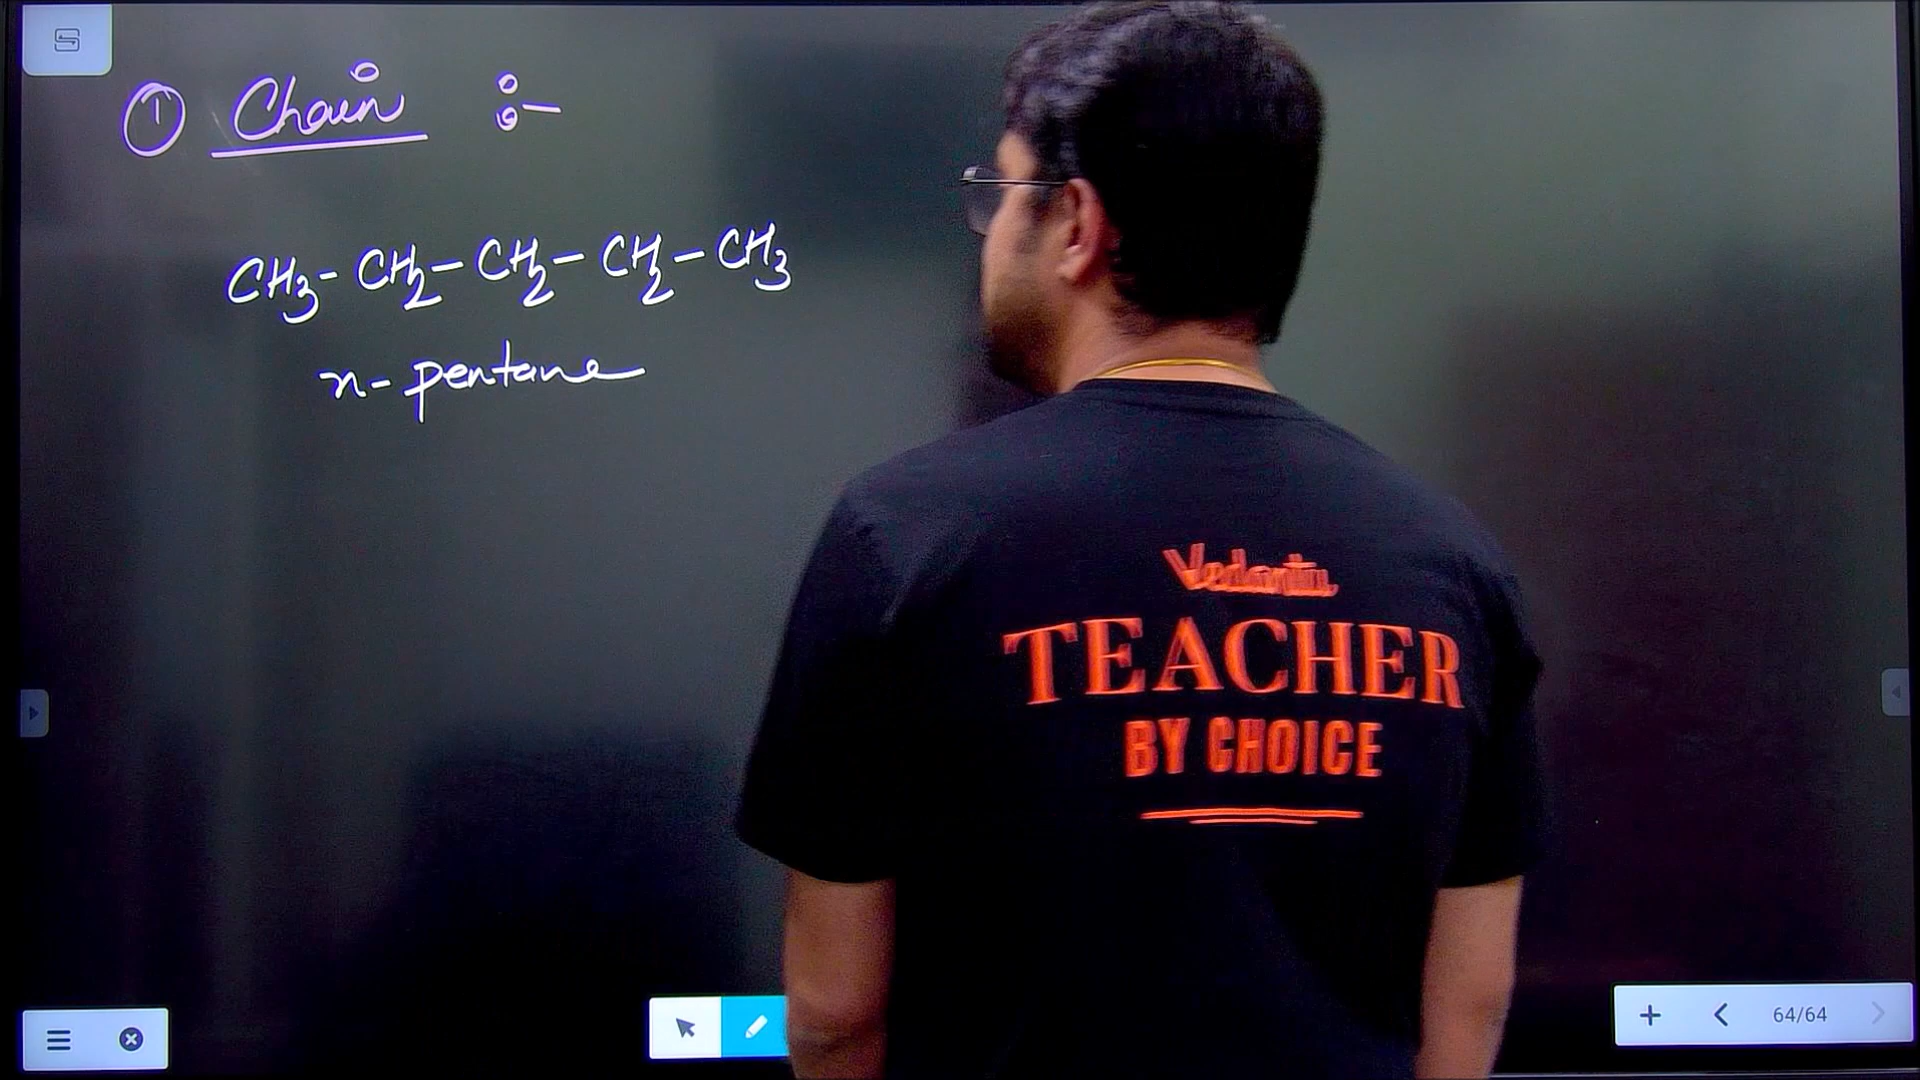 ① Chain :-
CH3 - CH2 - CH2 - CH2 - CH3
n- pentane
Vedantu
TEACHER
BY CHOICE
64/64